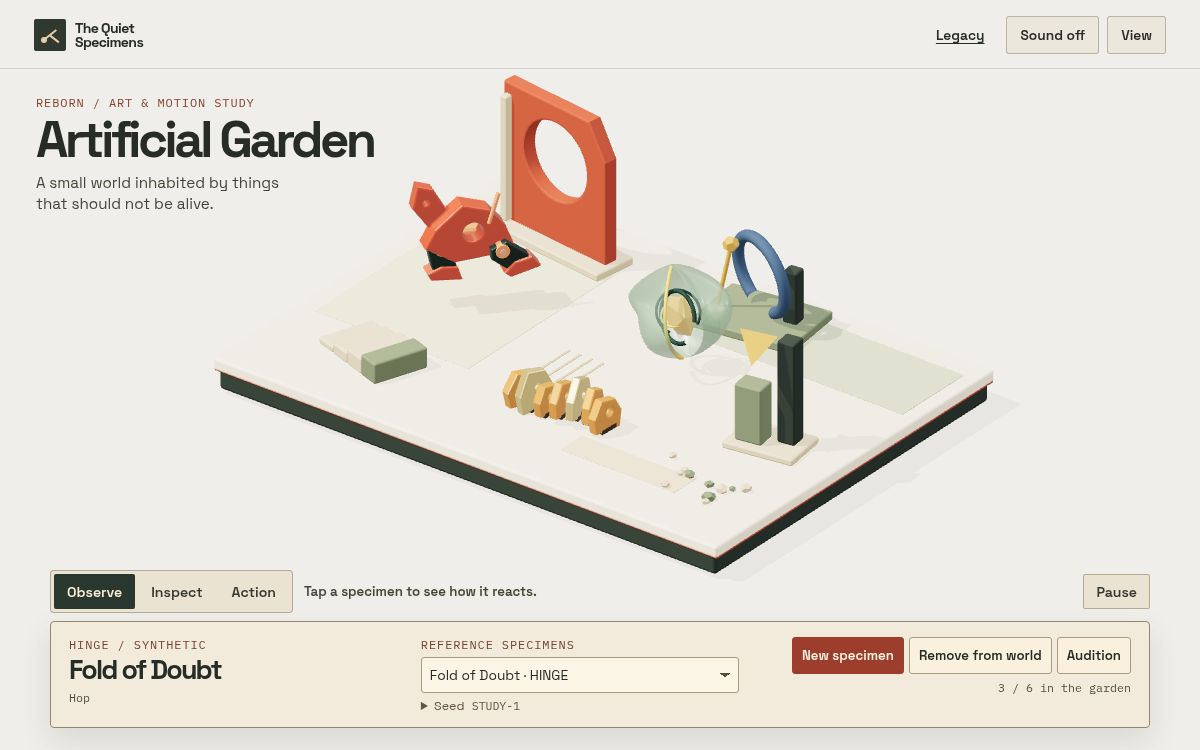 The Quiet
Specimens
Legacy
Sound off
View
REBORN / ART & MOTION STUDY
Artificial Garden
A small world inhabited by things
that should not be alive.
Observe
Inspect
Action
Tap a specimen to see how it reacts.
Pause
HINGE / SYNTHETIC
Fold of Doubt
Hop
REFERENCE SPECIMENS
Fold of Doubt · HINGE
Seed STUDY-1
New specimen
Remove from world
Audition
3 / 6 in the garden